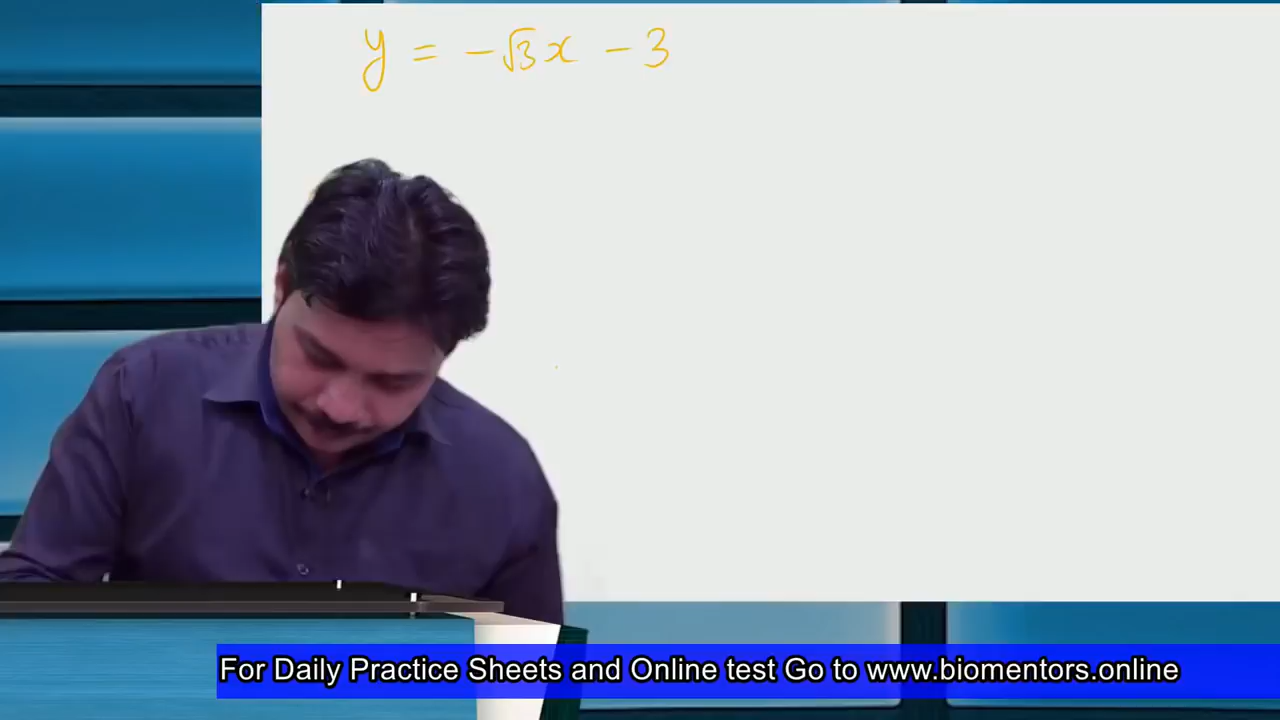 y = -√3x - 3
For Daily Practice Sheets and Online test Go to www.biomentors.online